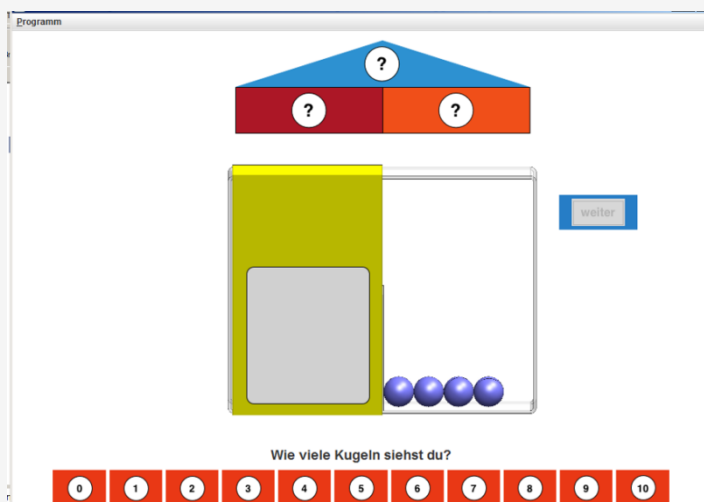 Programm
?
? ?
weiter
Wie viele Kugeln siehst du?
0 1 2 3 4 5 6 7 8 9 10